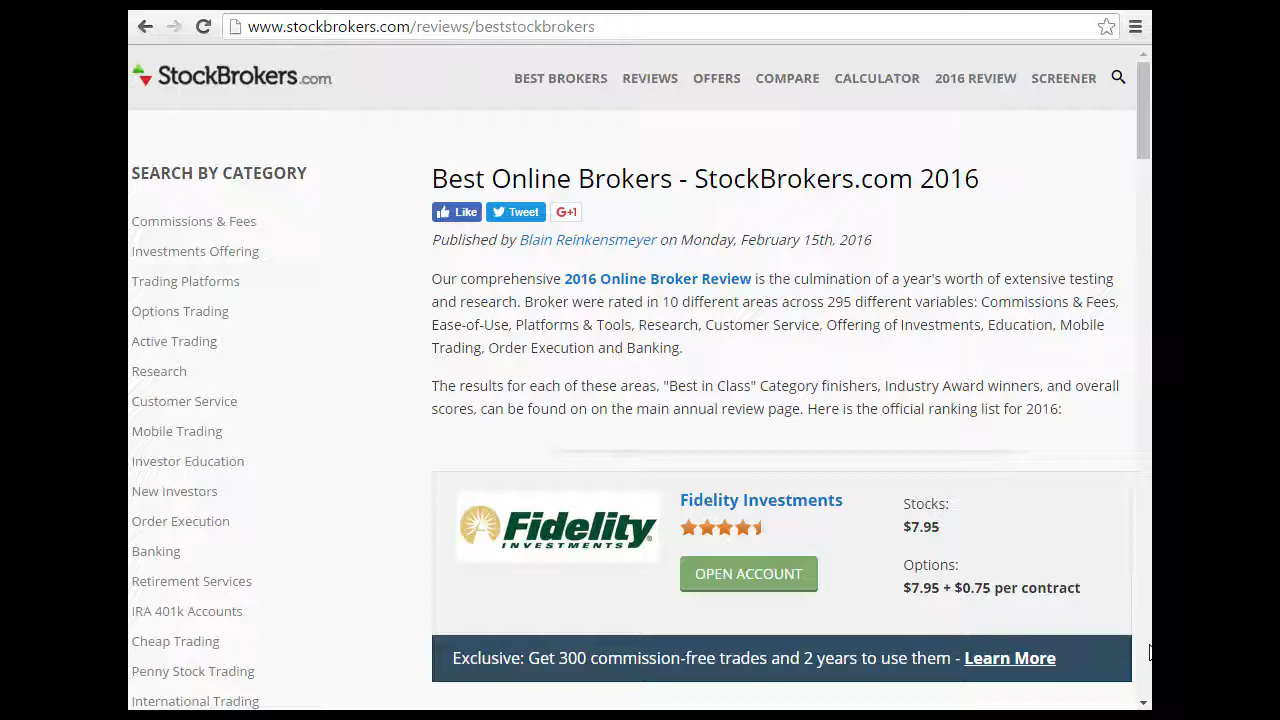 www.stockbrokers.com/reviews/beststockbrokers
StockBrokers.com
BEST BROKERS REVIEWS OFFERS COMPARE CALCULATOR 2016 REVIEW SCREENER
SEARCH BY CATEGORY
Commissions & Fees
Investments Offering
Trading Platforms
Options Trading
Active Trading
Research
Customer Service
Mobile Trading
Investor Education
New Investors
Order Execution
Banking
Retirement Services
IRA 401k Accounts
Cheap Trading
Penny Stock Trading
International Trading
Best Online Brokers - StockBrokers.com 2016
Like Tweet G+1
Published by Blain Reinkensmeyer on Monday, February 15th, 2016
Our comprehensive 2016 Online Broker Review is the culmination of a year's worth of extensive testing
and research. Broker were rated in 10 different areas across 295 different variables: Commissions & Fees,
Ease-of-Use, Platforms & Tools, Research, Customer Service, Offering of Investments, Education, Mobile
Trading, Order Execution and Banking.
The results for each of these areas, "Best in Class" Category finishers, Industry Award winners, and overall
scores, can be found on on the main annual review page. Here is the official ranking list for 2016:
Fidelity
INVESTMENTS
Fidelity Investments
OPEN ACCOUNT
Stocks:
$7.95
Options:
$7.95 + $0.75 per contract
Exclusive: Get 300 commission-free trades and 2 years to use them - Learn More